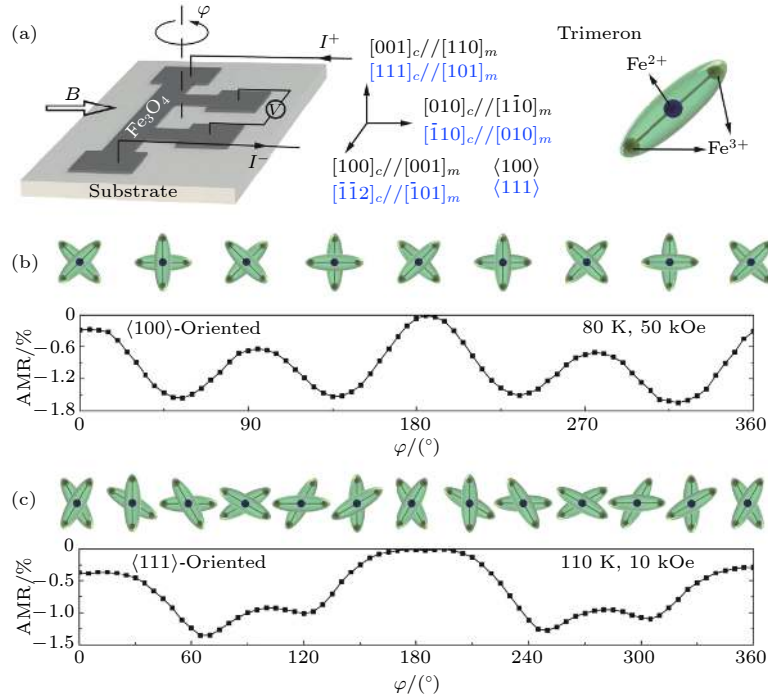 (a)
φ
I⁺
[001]c//[110]m
[111]c//[101]m
Trimeron
Fe²⁺
B
Fe₃O₄
V
[010]c//[11̄0]m
[1̄10]c//[010]m
I⁻
Fe³⁺
[100]c//[001]m ⟨100⟩
[1̄1̄2]c//[1̄01]m ⟨111⟩
Substrate
(b)
⟨100⟩-Oriented 80 K, 50 kOe
AMR/%
0
−0.6
−1.2
−1.8
0 90 180 270 360
φ/(°)
(c)
⟨111⟩-Oriented 110 K, 10 kOe
AMR/%
0
−0.5
−1.0
−1.5
0 60 120 180 240 300 360
φ/(°)